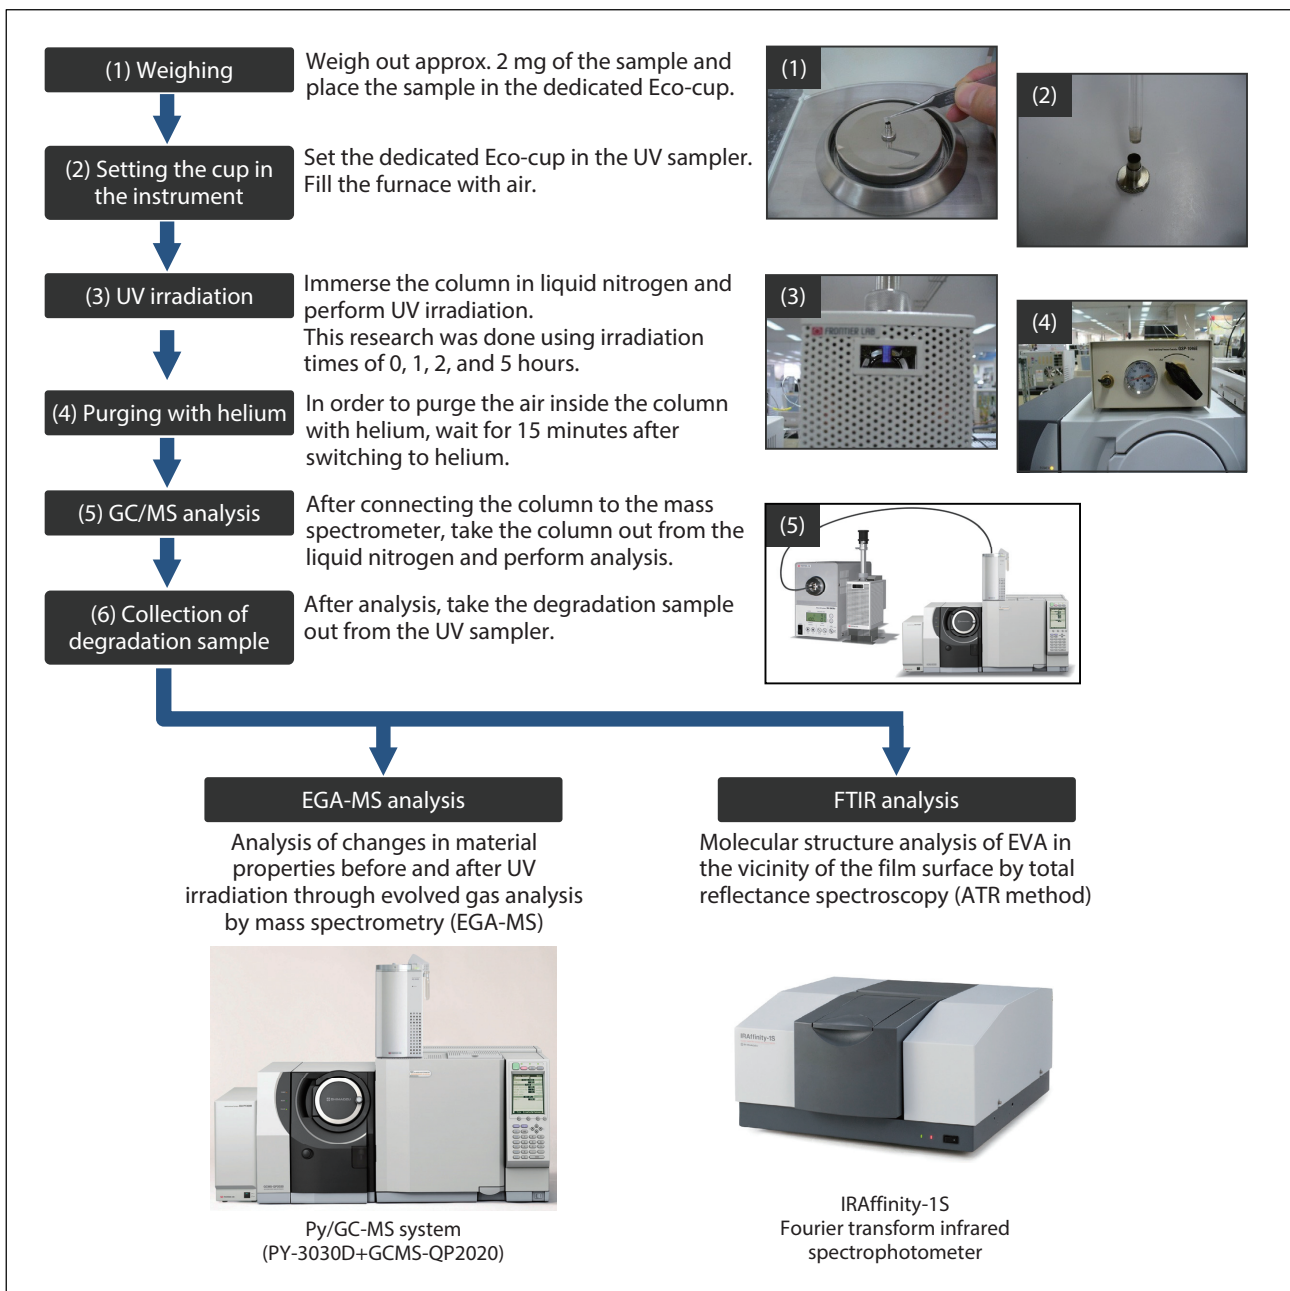 (1) Weighing
Weigh out approx. 2 mg of the sample and
place the sample in the dedicated Eco-cup.
(2) Setting the cup in
the instrument
Set the dedicated Eco-cup in the UV sampler.
Fill the furnace with air.
(3) UV irradiation
Immerse the column in liquid nitrogen and
perform UV irradiation.
This research was done using irradiation
times of 0, 1, 2, and 5 hours.
(4) Purging with helium
In order to purge the air inside the column
with helium, wait for 15 minutes after
switching to helium.
(5) GC/MS analysis
After connecting the column to the mass
spectrometer, take the column out from the
liquid nitrogen and perform analysis.
(6) Collection of
degradation sample
After analysis, take the degradation sample
out from the UV sampler.
(1)
(2)
(3)
FRONTIER LAB
(4)
(5)
EGA-MS analysis
Analysis of changes in material
properties before and after UV
irradiation through evolved gas analysis
by mass spectrometry (EGA-MS)
Py/GC-MS system
(PY-3030D+GCMS-QP2020)
FTIR analysis
Molecular structure analysis of EVA in
the vicinity of the film surface by total
reflectance spectroscopy (ATR method)
IRAffinity-1S
IRAffinity-1S
Fourier transform infrared
spectrophotometer